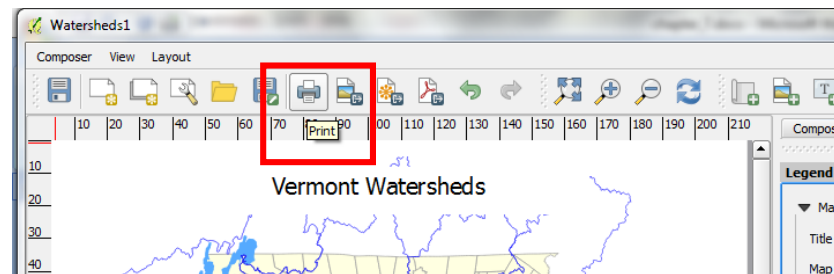 Watersheds1
Composer View Layout
10 20 30 40 50 60 70 90 100 110 120 130 140 150 160 170 180 190 200 210
Print
Compos
10
Legend
Vermont Watersheds
20
Ma
30
Title
40
Map